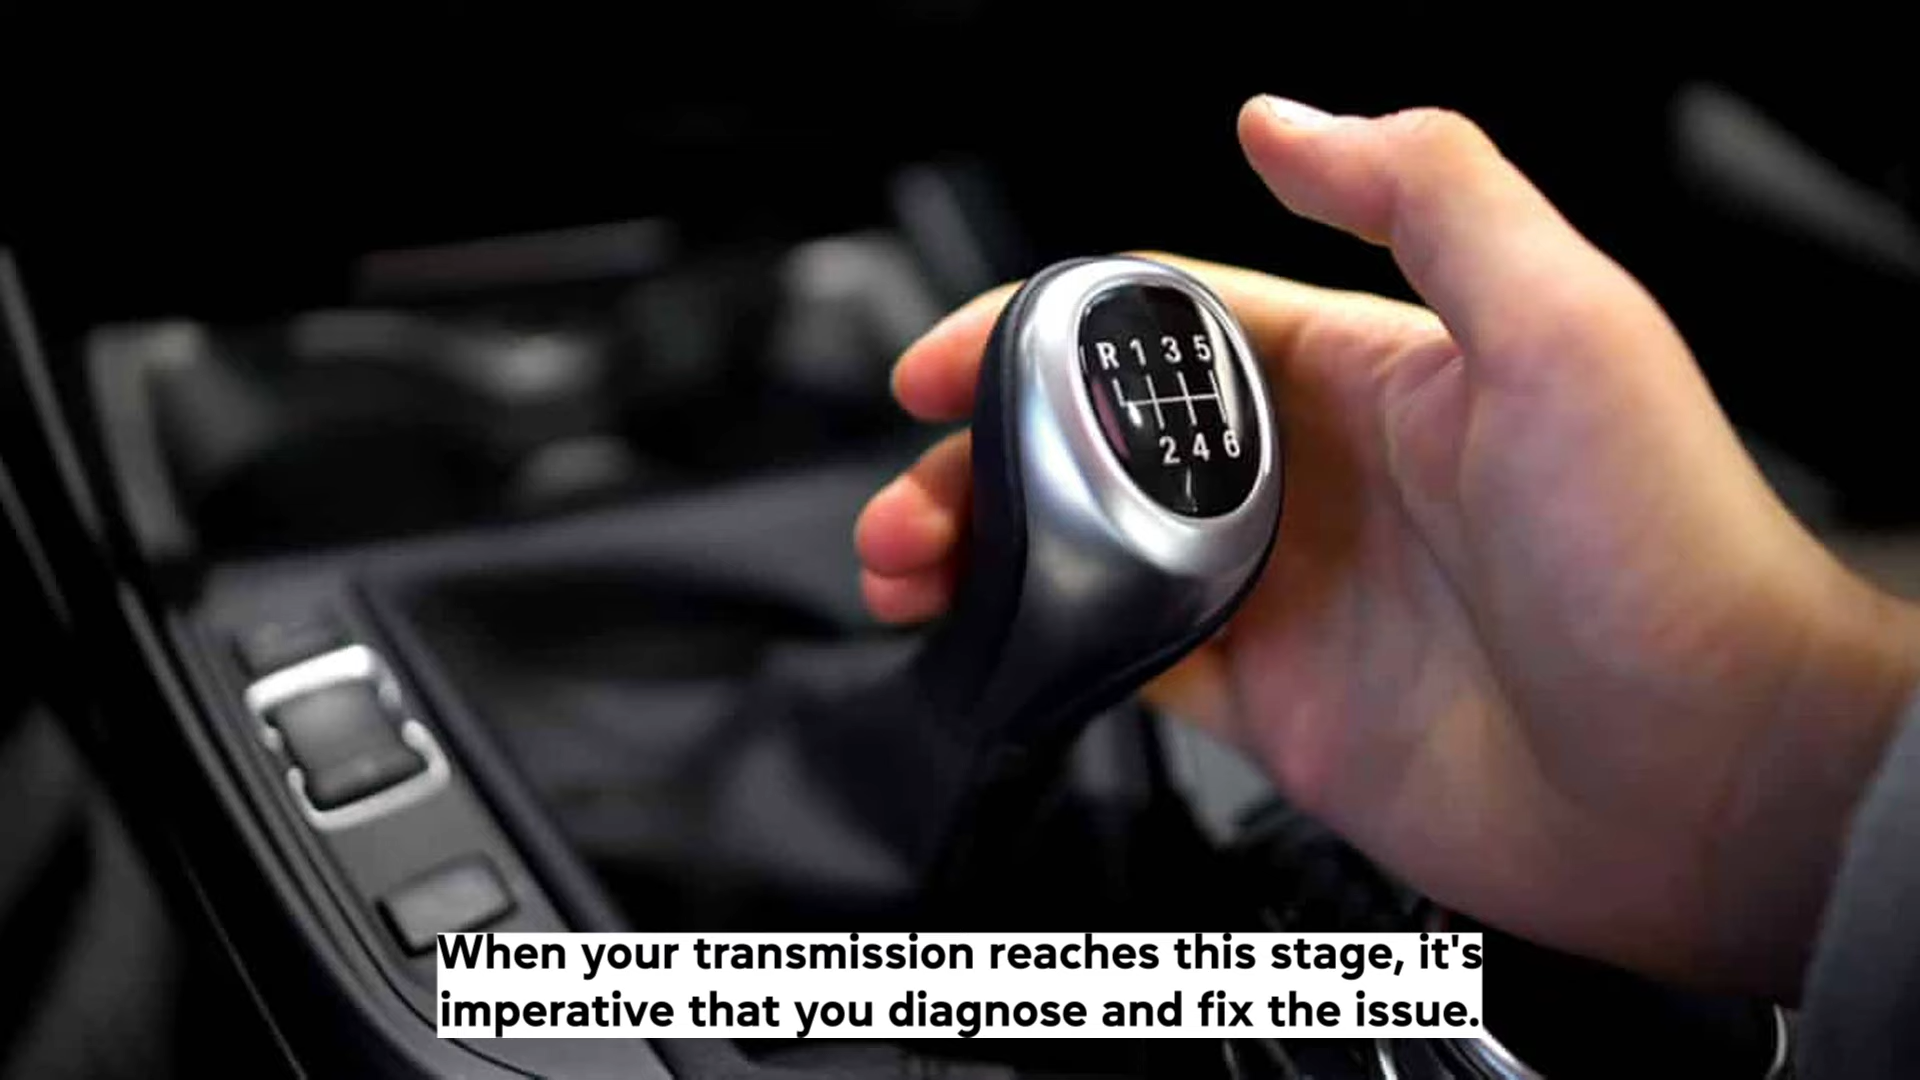 R 1 3 5
2 4 6
When your transmission reaches this stage, it's
imperative that you diagnose and fix the issue.